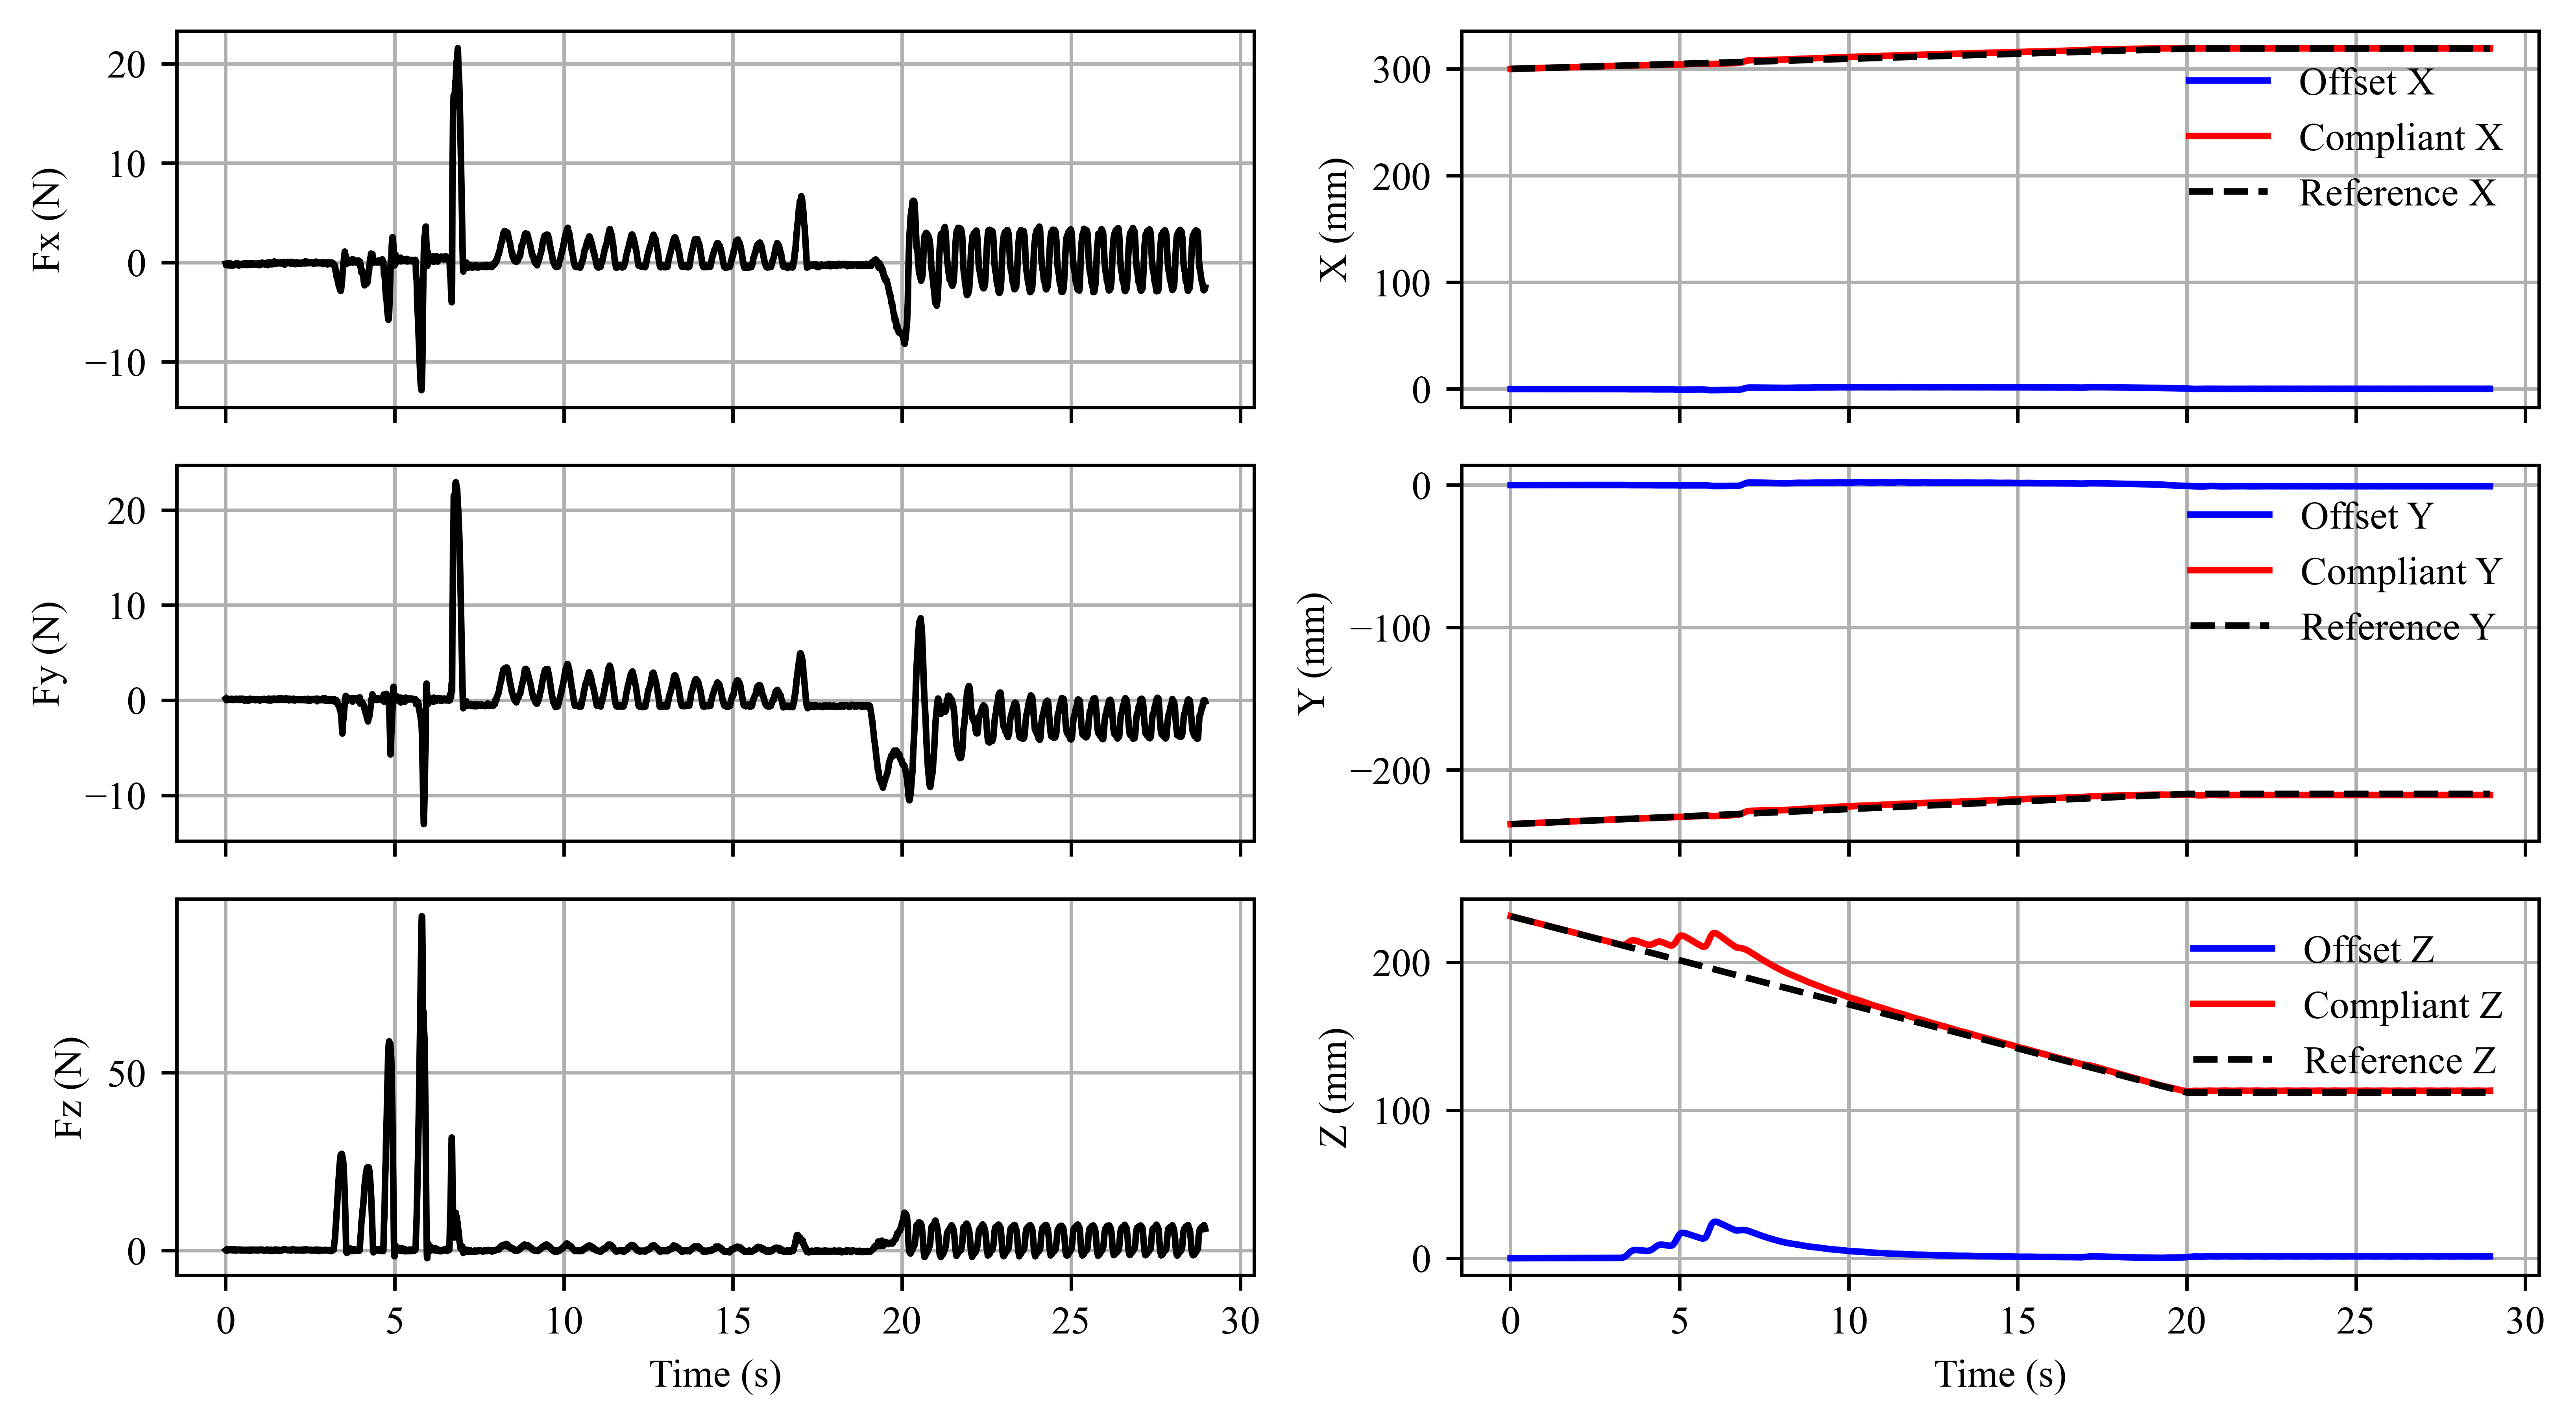 20
10
0
−10
Fx (N)
300
200
100
0
X (mm)
Offset X
Compliant X
Reference X
20
10
0
−10
Fy (N)
0
−100
−200
Y (mm)
Offset Y
Compliant Y
Reference Y
50
0
Fz (N)
0 5 10 15 20 25 30
Time (s)
200
100
0
Z (mm)
Offset Z
Compliant Z
Reference Z
0 5 10 15 20 25 30
Time (s)